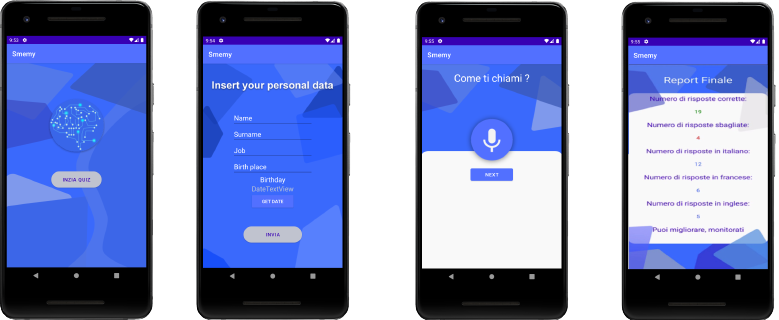 9:53
Smemy
INZIA QUIZ
9:54
Smemy
Insert your personal data
Name
Surname
Job
Birth place
Birthday
DateTextView
GET DATE
INVIA
9:55
Smemy
Come ti chiami ?
NEXT
9:55
Smemy
Report Finale
Numero di risposte corrette:
19
Numero di risposte sbagliate:
4
Numero di risposte in italiano:
12
Numero di risposte in francese:
6
Numero di risposte in inglese:
5
Puoi migliorare, monitorati